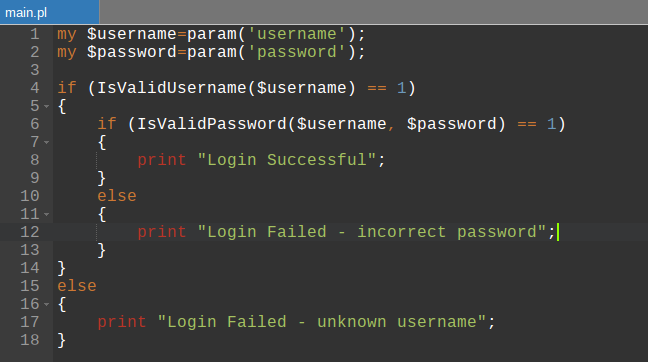 main.pl
1 my $username=param('username');
2 my $password=param('password');
3
4 if (IsValidUsername($username) == 1)
5 {
6     if (IsValidPassword($username, $password) == 1)
7     {
8         print "Login Successful";
9     }
10     else
11     {
12         print "Login Failed - incorrect password";
13     }
14 }
15 else
16 {
17     print "Login Failed - unknown username";
18 }